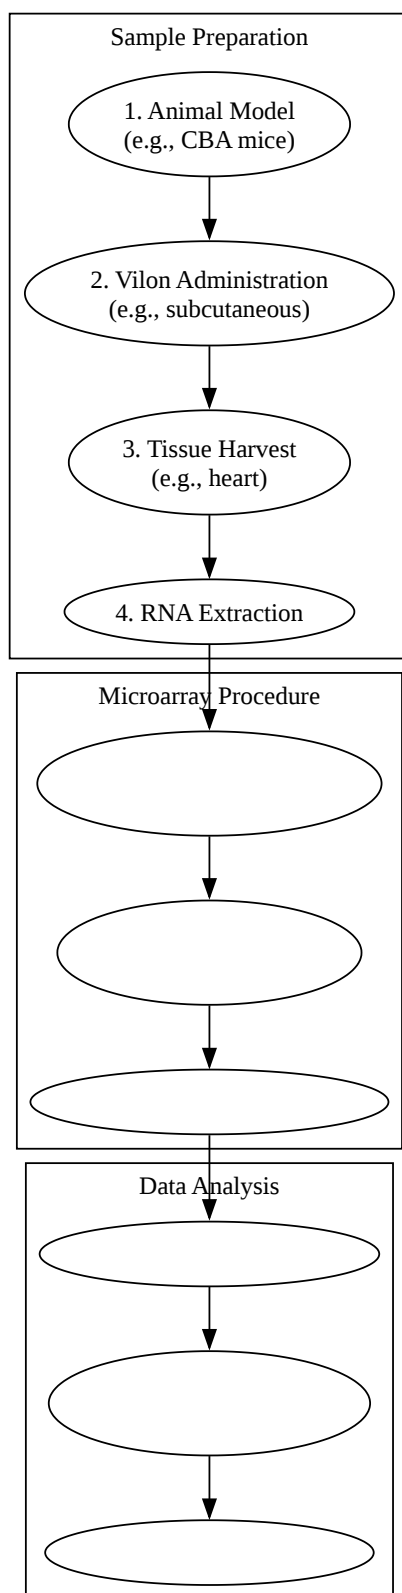 Sample Preparation
1. Animal Model
(e.g., CBA mice)
2. Vilon Administration
(e.g., subcutaneous)
3. Tissue Harvest
(e.g., heart)
4. RNA Extraction
Microarray Procedure
Data Analysis